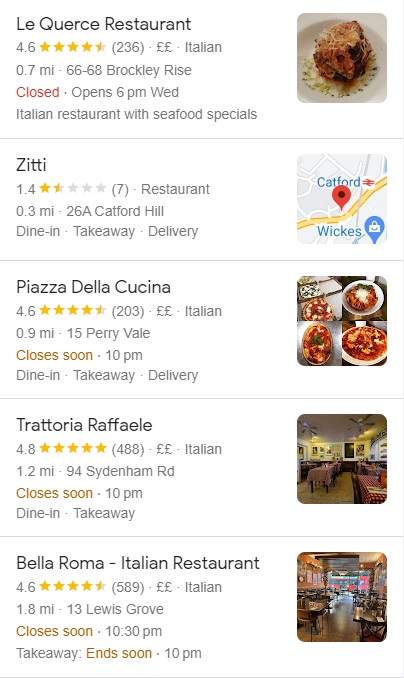 Le Querce Restaurant
4.6 (236) · ££ · Italian
0.7 mi · 66-68 Brockley Rise
Closed · Opens 6 pm Wed
Italian restaurant with seafood specials
Zitti
1.4 (7) · Restaurant
0.3 mi · 26A Catford Hill
Dine-in · Takeaway · Delivery
Catford
Wickes
Piazza Della Cucina
4.6 (203) · ££ · Italian
0.9 mi · 15 Perry Vale
Closes soon · 10 pm
Dine-in · Takeaway · Delivery
Trattoria Raffaele
4.8 (488) · ££ · Italian
1.2 mi · 94 Sydenham Rd
Closes soon · 10 pm
Dine-in · Takeaway
Bella Roma - Italian Restaurant
4.6 (589) · ££ · Italian
1.8 mi · 13 Lewis Grove
Closes soon · 10:30 pm
Takeaway: Ends soon · 10 pm